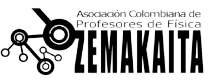 Asociación Colombiana de
Profesores de Física
ZEMAKAITA